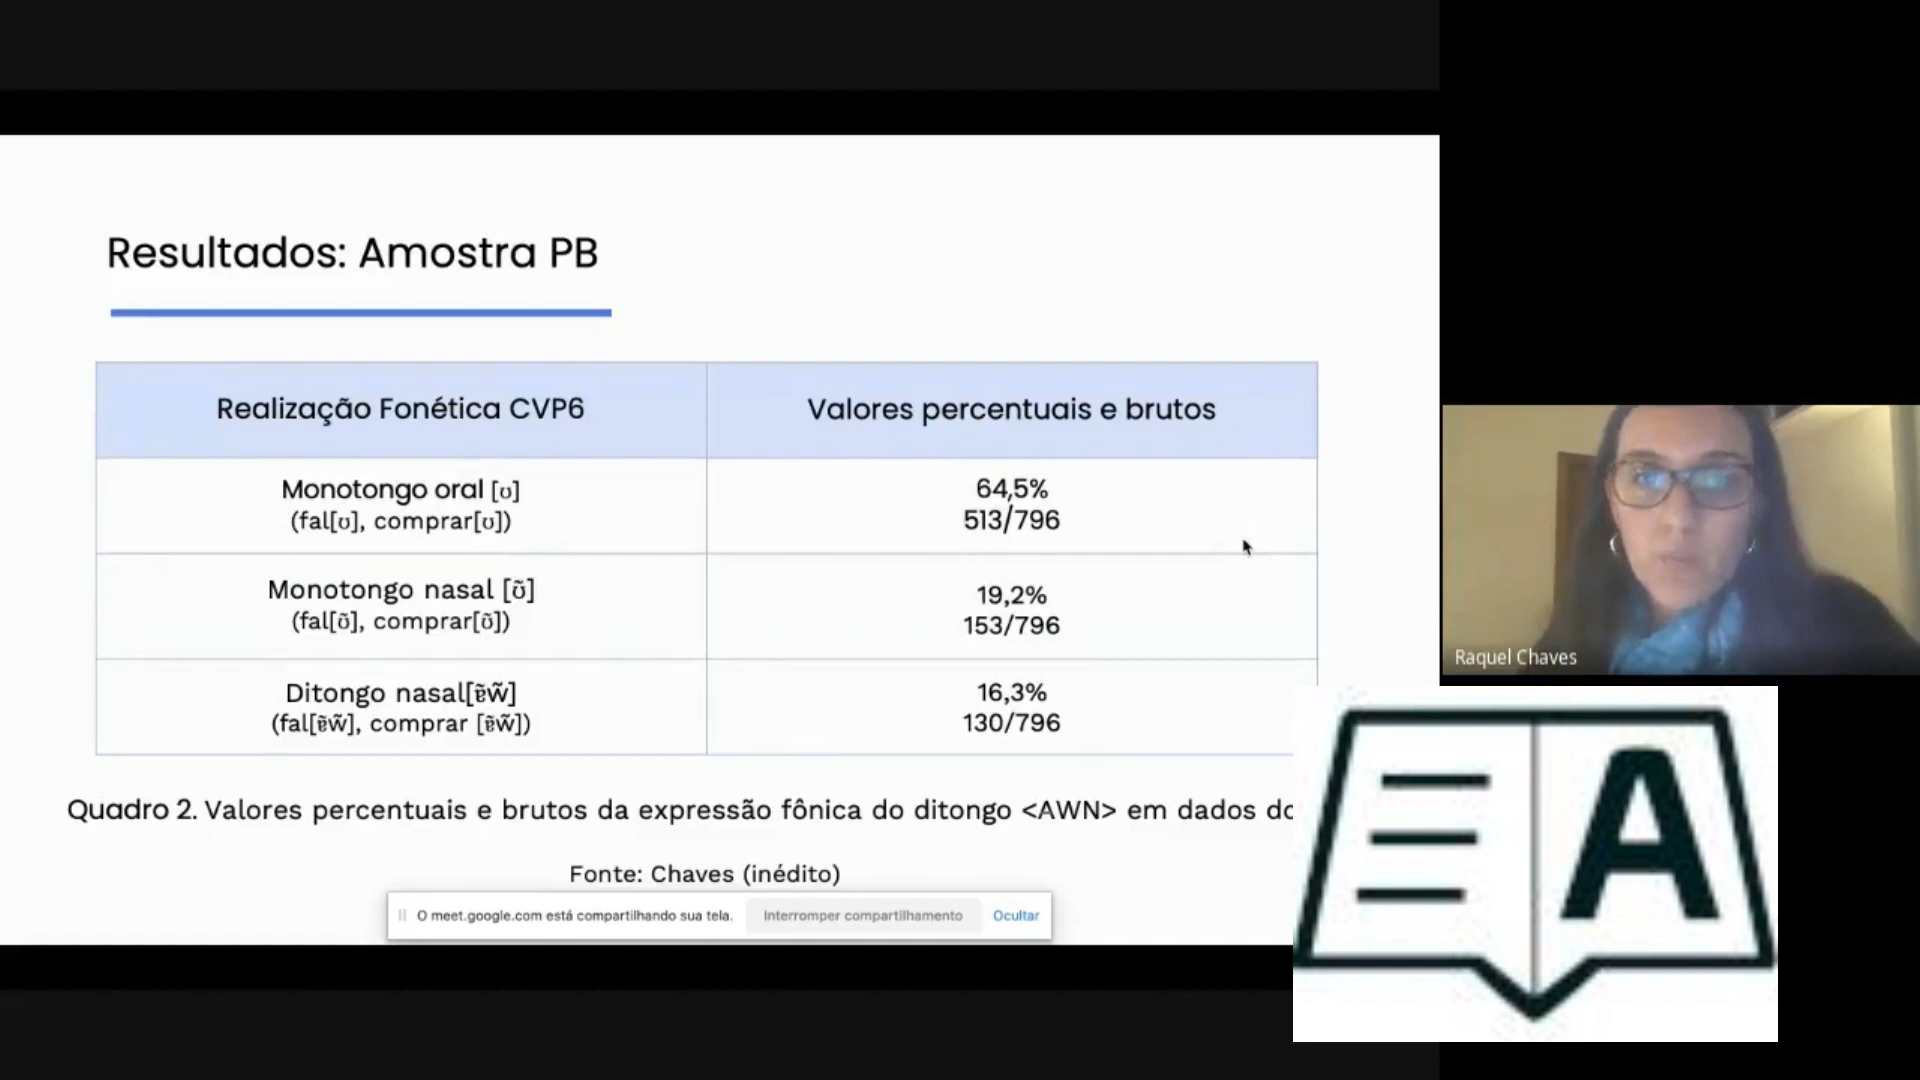 Resultados: Amostra PB
Realização Fonética CVP6
Valores percentuais e brutos
Monotongo oral [ʊ]
(fal[ʊ], comprar[ʊ])
64,5%
513/796
Monotongo nasal [ʊ̃]
(fal[ʊ̃], comprar[ʊ̃])
19,2%
153/796
Ditongo nasal[ɐ̃w̃]
(fal[ɐ̃w̃], comprar [ɐ̃w̃])
16,3%
130/796
Quadro 2. Valores percentuais e brutos da expressão fônica do ditongo <AWN> em dados
Fonte: Chaves (inédito)
O meet.google.com está compartilhando sua tela.
Interromper compartilhamento
Ocultar
Raquel Chaves
A